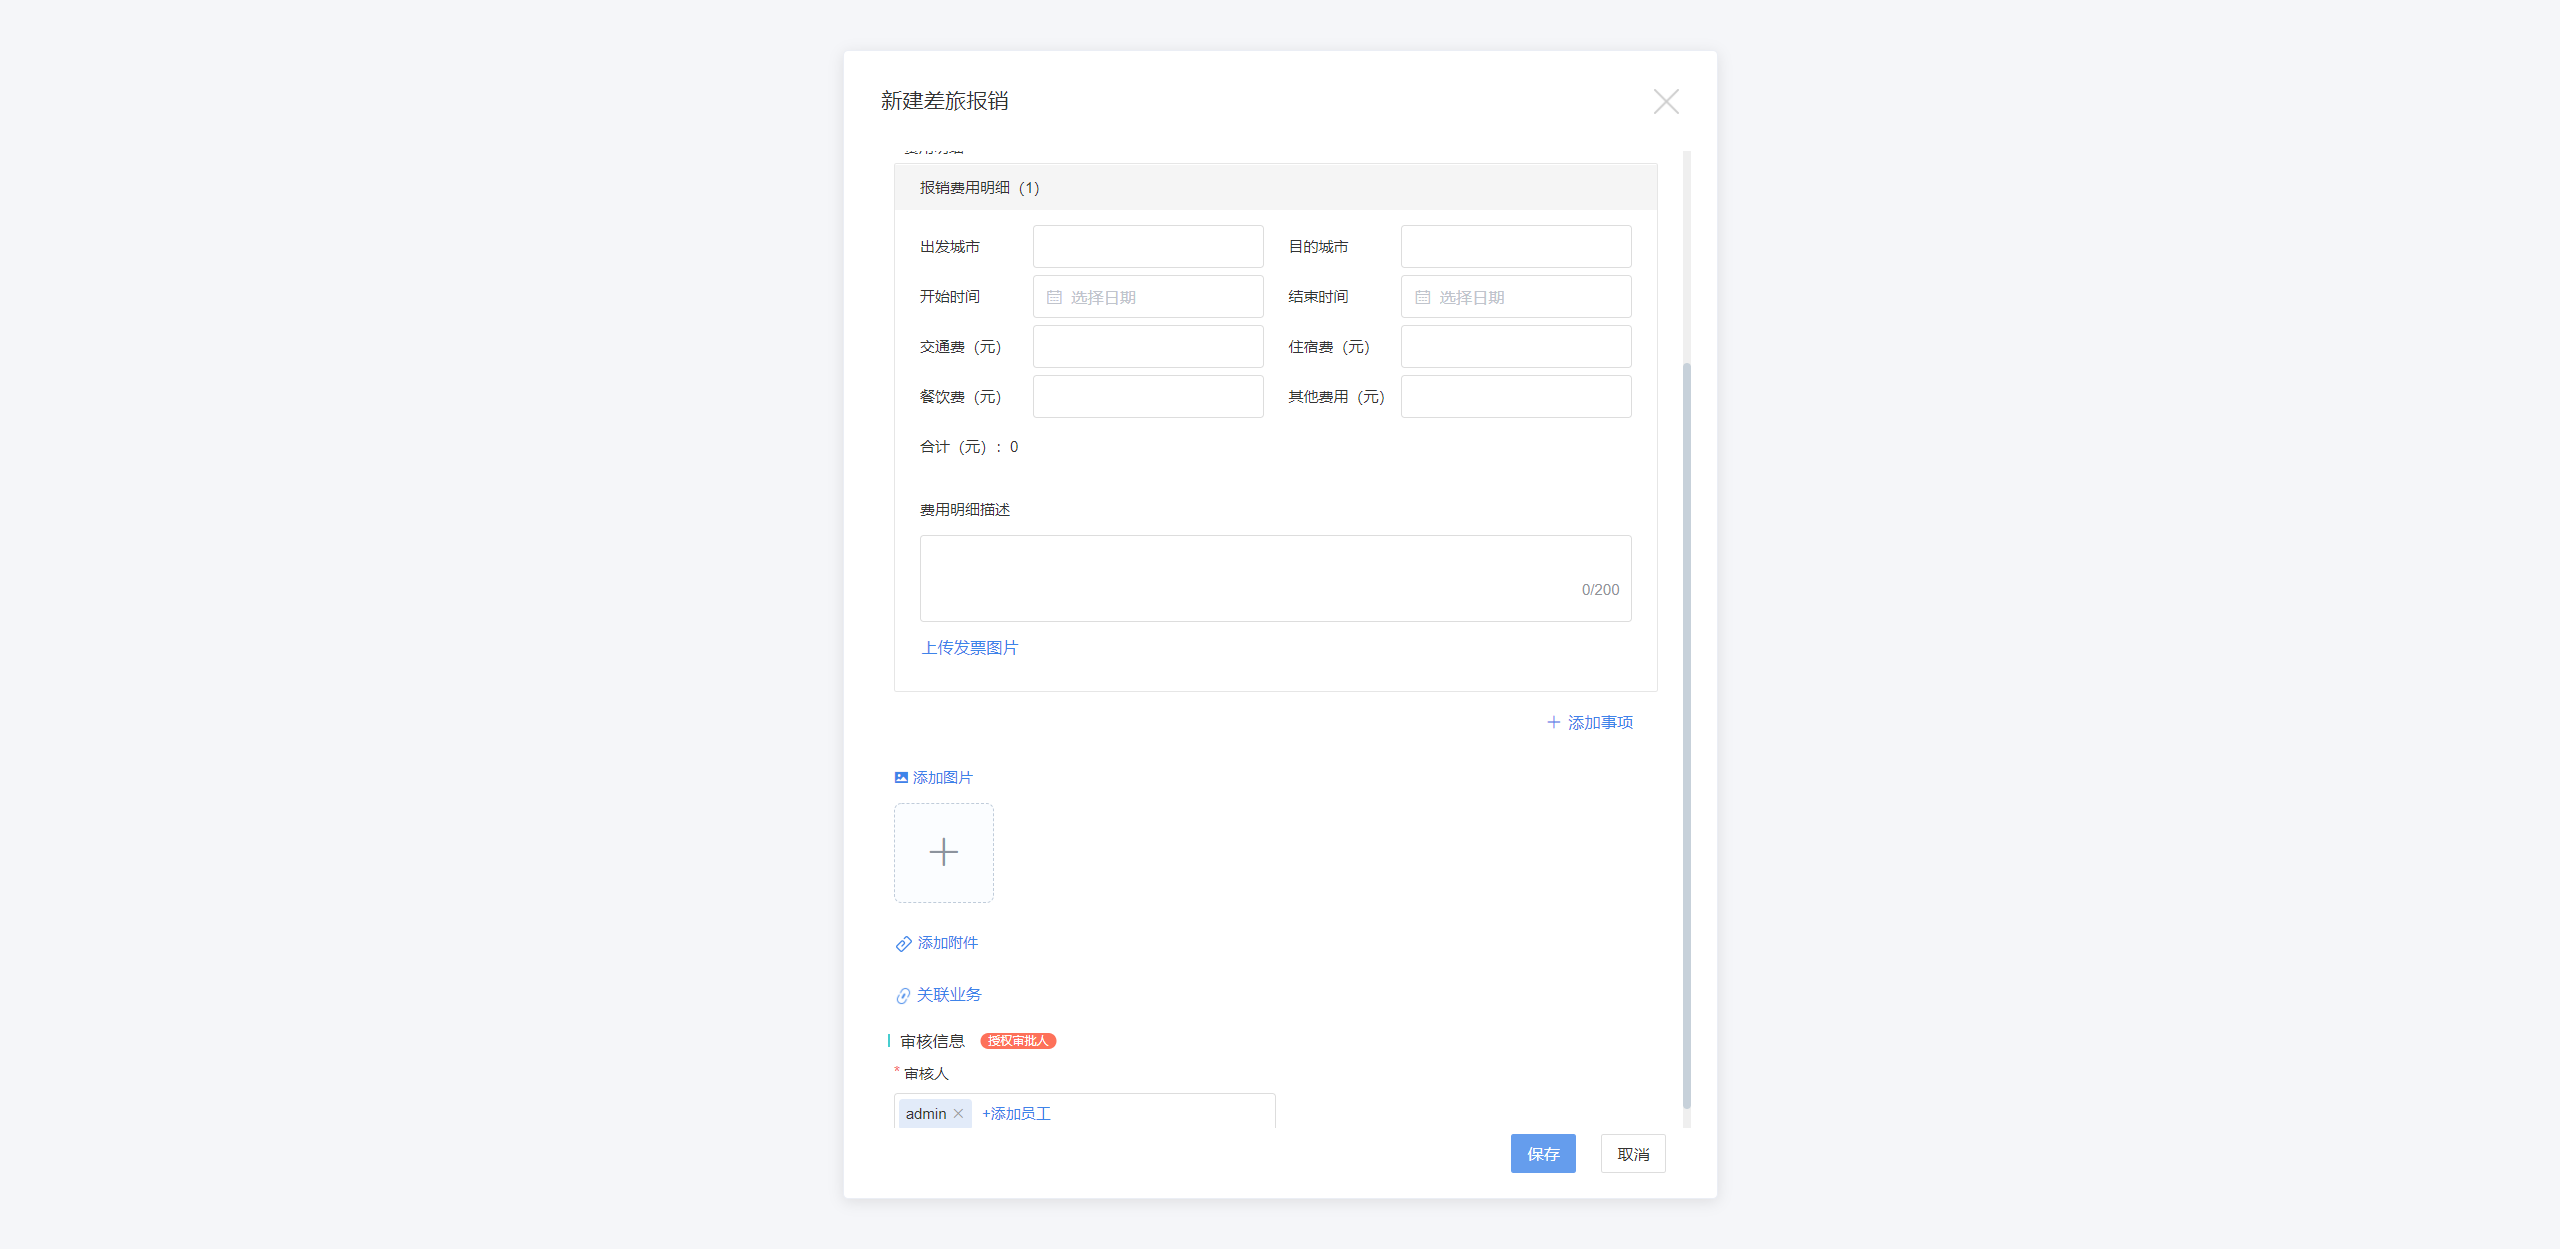 新建差旅报销
报销费用明细（1）
出发城市
目的城市
开始时间
选择日期
结束时间
选择日期
交通费（元）
住宿费（元）
餐饮费（元）
其他费用（元）
合计（元）：0
费用明细描述
0/200
上传发票图片
添加事项
添加图片
添加附件
关联业务
审核信息 授权审批人
* 审核人
admin +添加员工
保存 取消